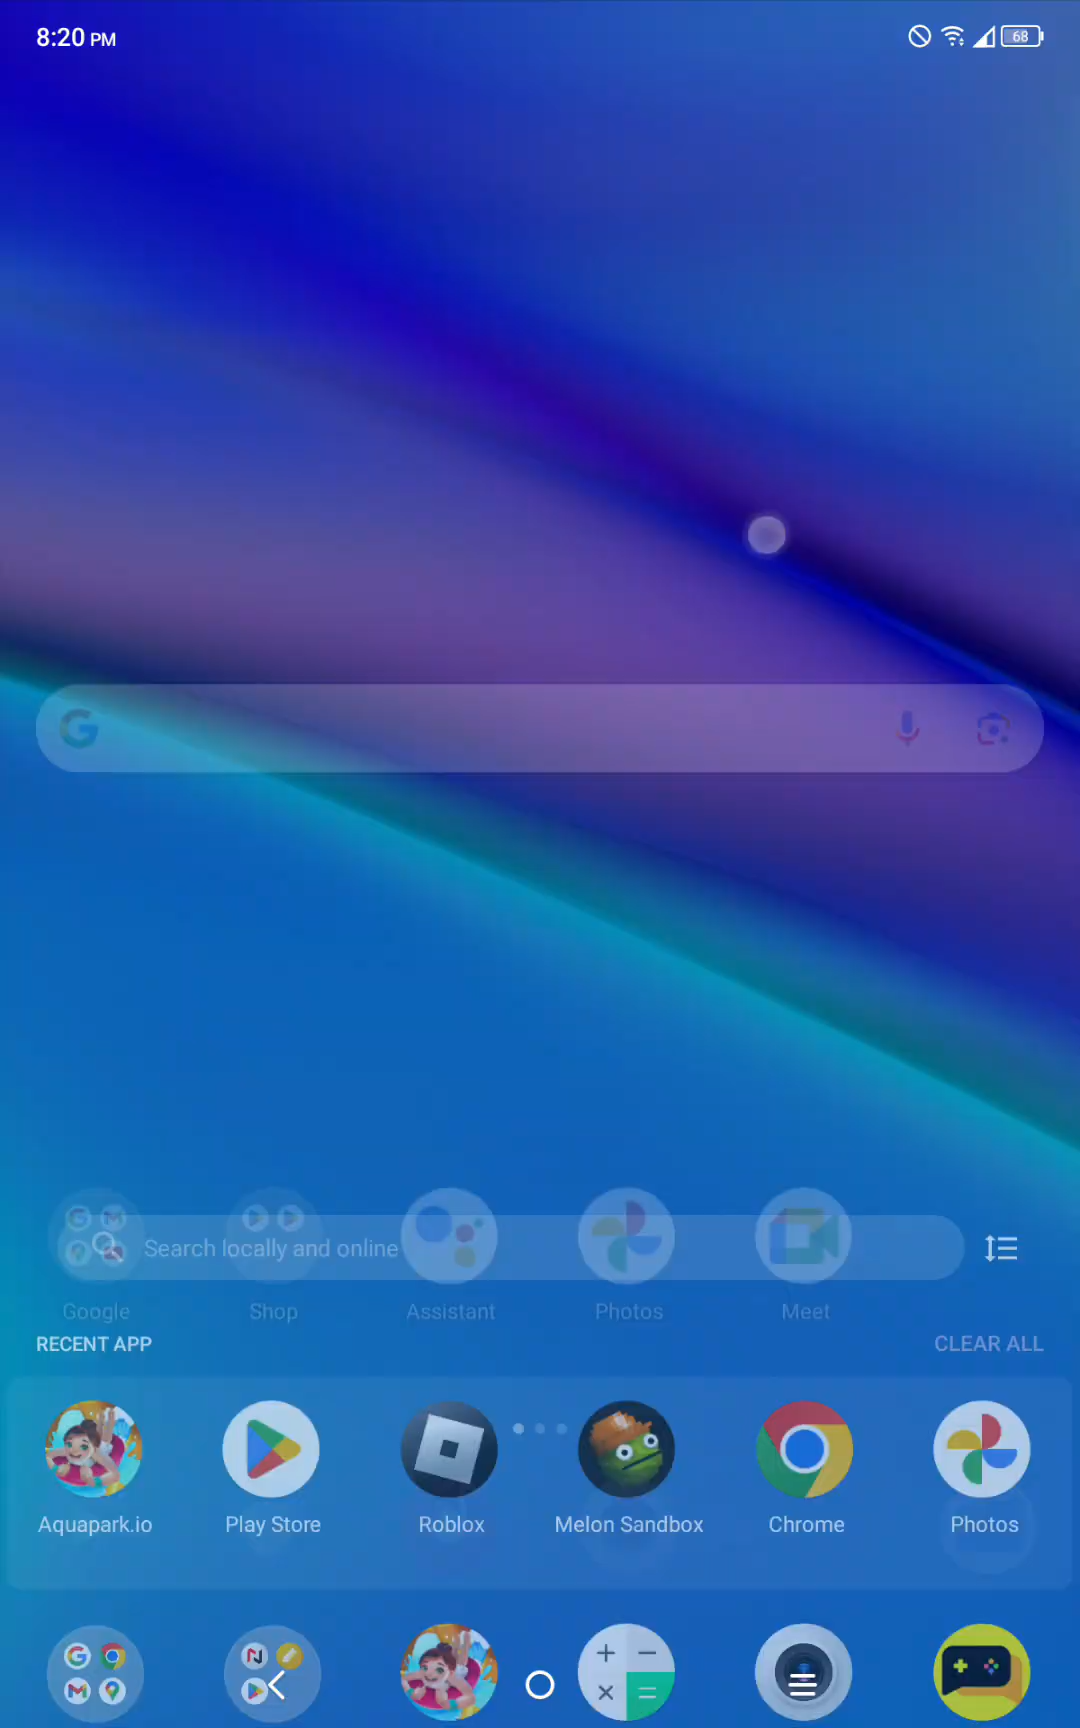 8:20 PM
68
Search locally and online
Google
Shop
Assistant
Photos
Meet
RECENT APP
CLEAR ALL
Aquapark.io
Play Store
Roblox
Melon Sandbox
Chrome
Photos